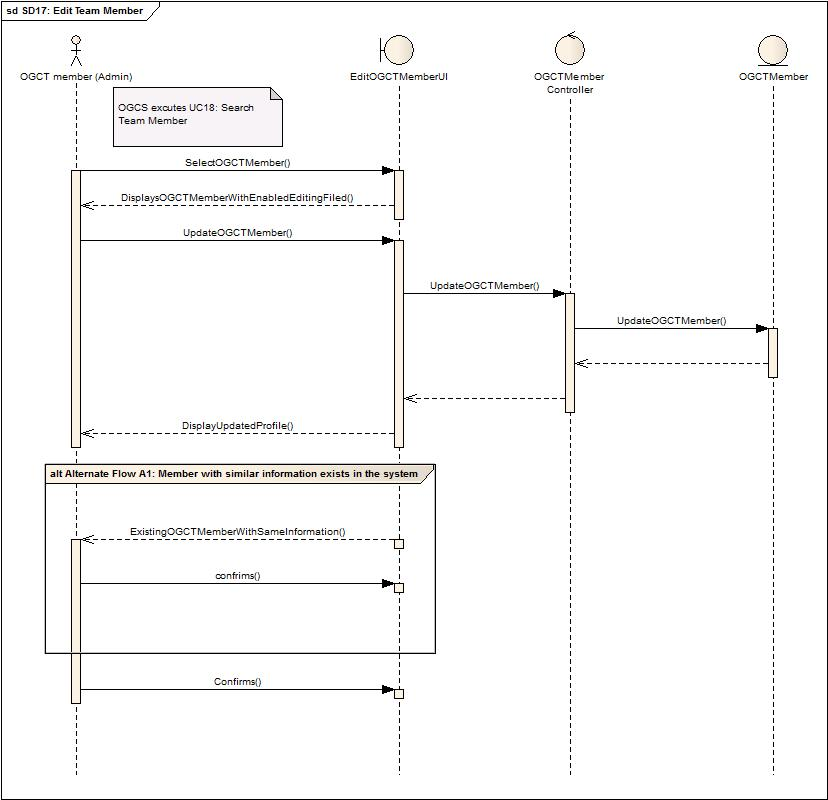 sd SD17: Edit Team Member
OGCT member (Admin)
EditOGCTMemberUI
OGCTMember
Controller
OGCTMember
OGCS excutes UC18: Search
Team Member
SelectOGCTMember()
DisplaysOGCTMemberWithEnabledEditingFiled()
UpdateOGCTMember()
UpdateOGCTMember()
UpdateOGCTMember()
DisplayUpdatedProfile()
alt Alternate Flow A1: Member with similar information exists in the system
ExistingOGCTMemberWithSameInformation()
confrims()
Confirms()